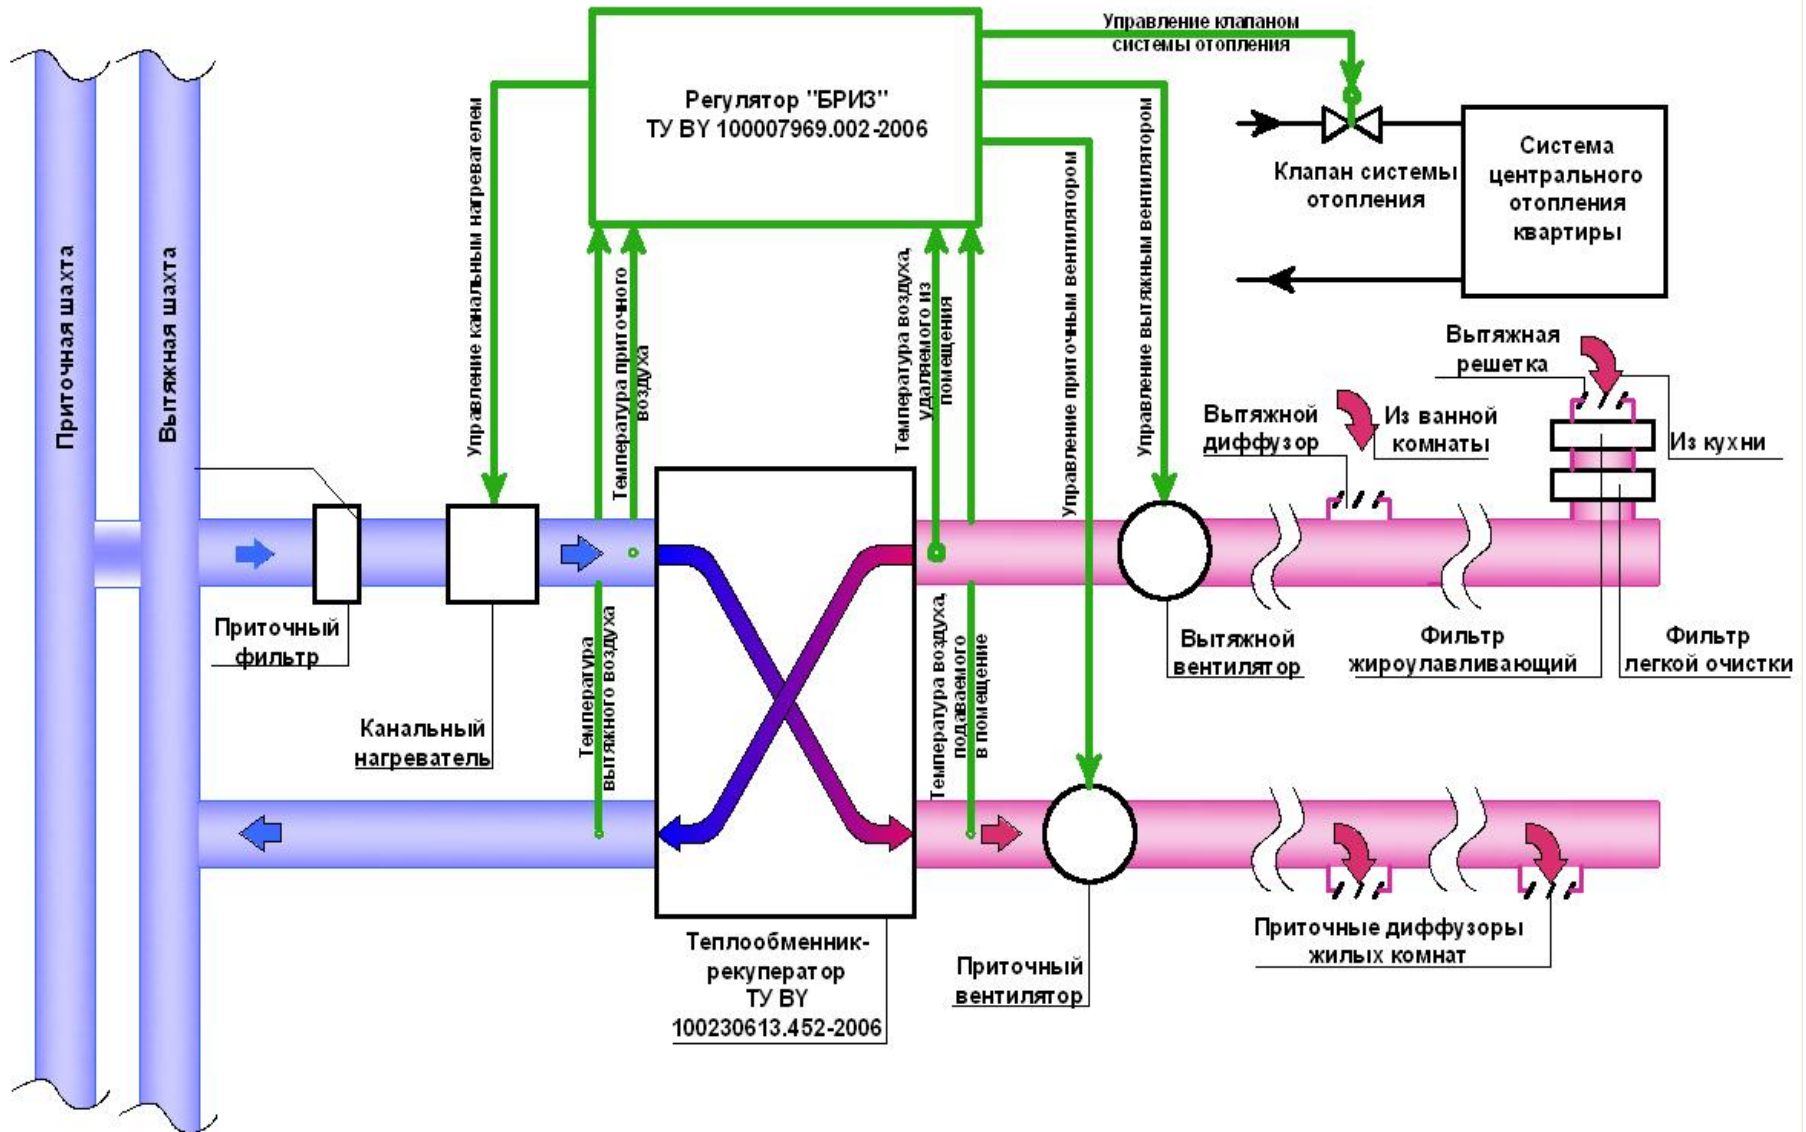 Управление клапаном
системы отопления
Регулятор "БРИЗ"
ТУ BY 100007969.002-2006
Клапан системы
отопления
Система
центрального
отопления
квартиры
Приточная шахта
Вытяжная шахта
Управление канальным нагревателем
Температура приточного
воздуха
Температура воздуха,
удаляемого из
помещения
Управление приточным вентилятором
Управление вытяжным вентилятором
Вытяжная
решетка
Вытяжной
диффузор
Из ванной
комнаты
Из кухни
Приточный
фильтр
Канальный
нагреватель
Температура
вытяжного воздуха
Температура воздуха,
подаваемого
в помещение
Вытяжной
вентилятор
Фильтр
жироулавливающий
Фильтр
легкой очистки
Теплообменник-
рекуператор
ТУ BY
100230613.452-2006
Приточный
вентилятор
Приточные диффузоры
жилых комнат